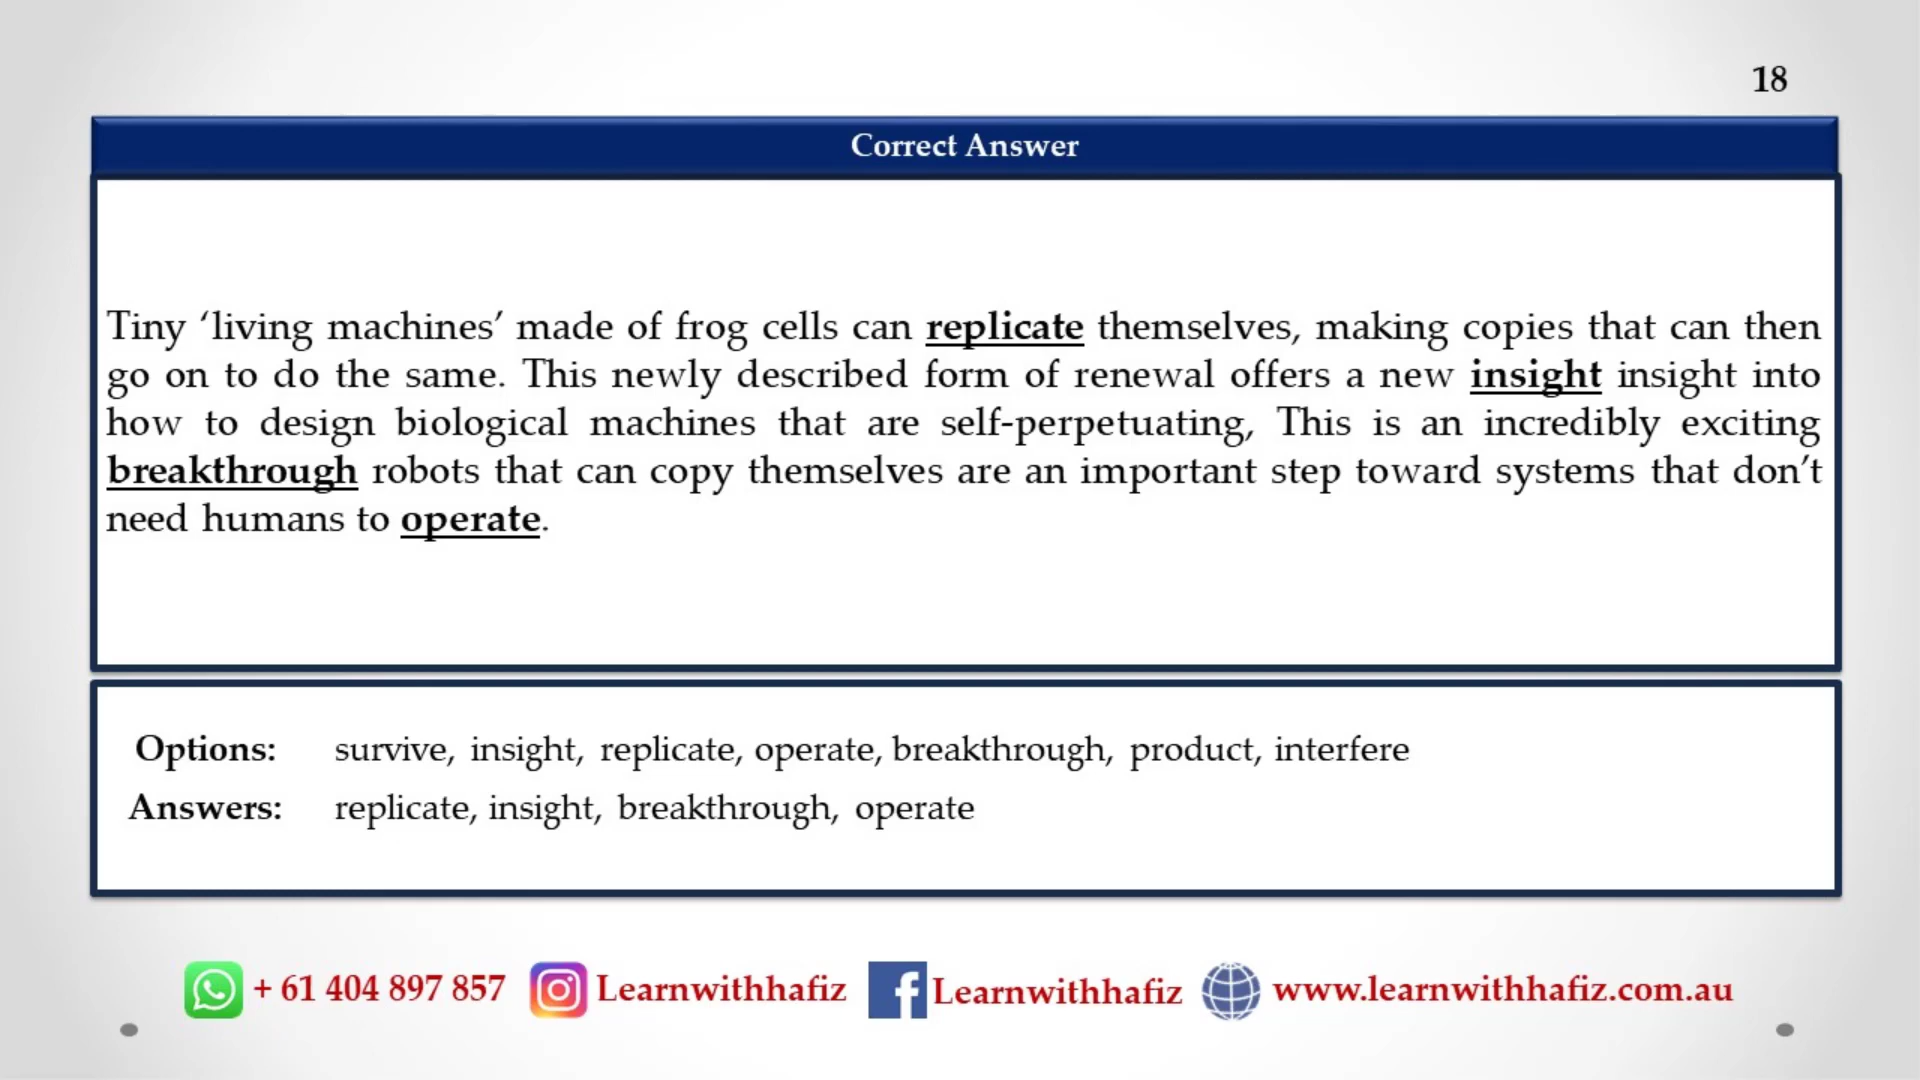 18
Correct Answer
Tiny ‘living machines’ made of frog cells can replicate themselves, making copies that can then
go on to do the same. This newly described form of renewal offers a new insight insight into
how to design biological machines that are self-perpetuating, This is an incredibly exciting
breakthrough robots that can copy themselves are an important step toward systems that don’t
need humans to operate.
Options: survive, insight, replicate, operate, breakthrough, product, interfere
Answers: replicate, insight, breakthrough, operate
+ 61 404 897 857 Learnwithhafiz Learnwithhafiz www.learnwithhafiz.com.au